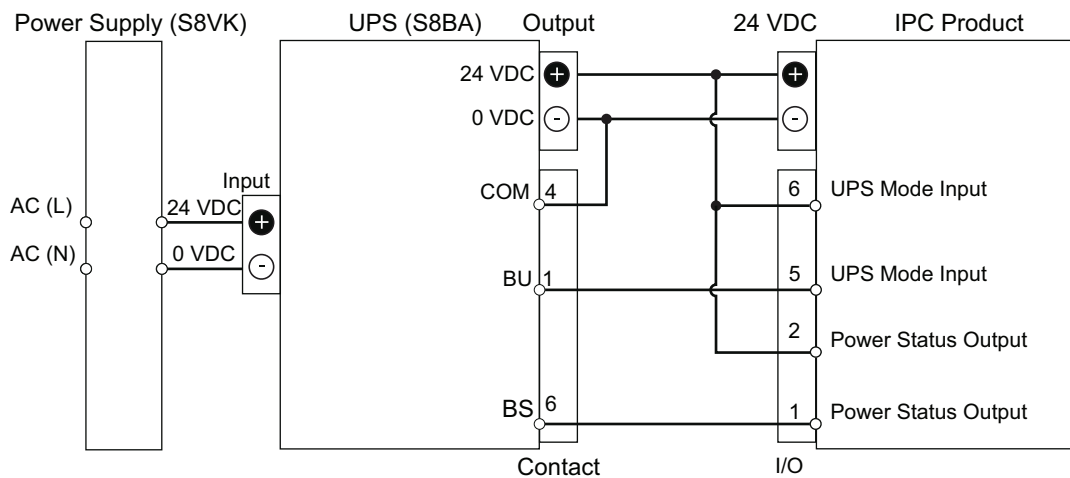 Power Supply (S8VK) UPS (S8BA) Output 24 VDC IPC Product
24 VDC + +
0 VDC - -
Input COM 4 6 UPS Mode Input
AC (L) 24 VDC +
AC (N) 0 VDC -
BU 1 5 UPS Mode Input
2 Power Status Output
BS 6 1 Power Status Output
Contact I/O